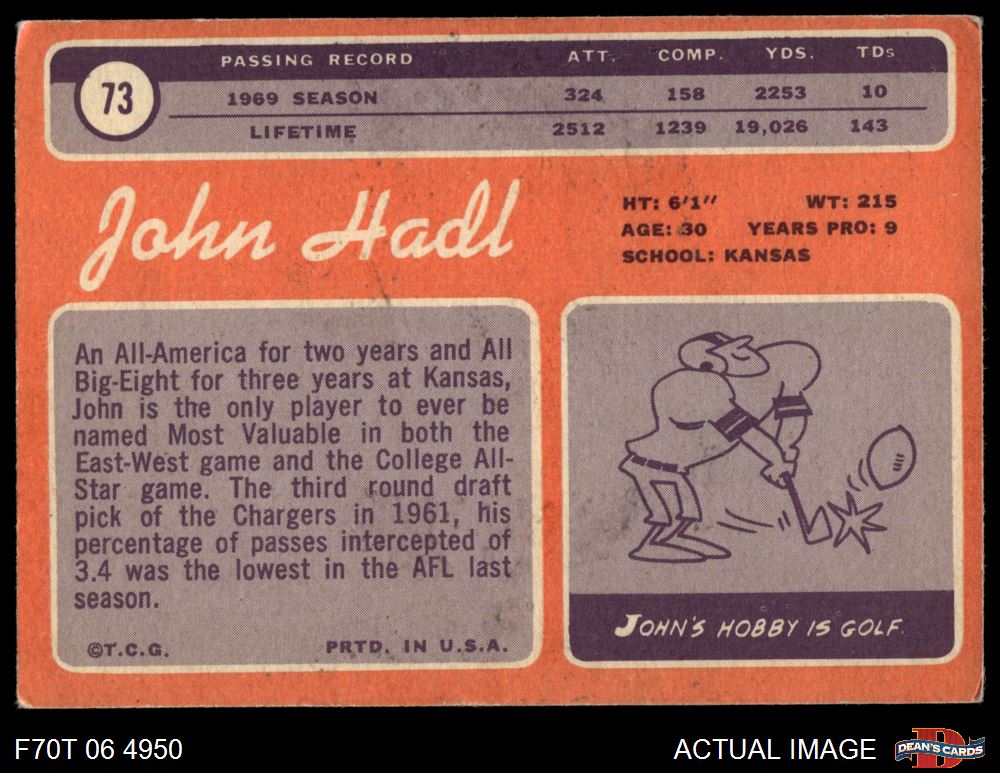 73
PASSING RECORD ATT. COMP. YDS. TDs
1969 SEASON 324 158 2253 10
LIFETIME 2512 1239 19,026 143
John Hadl
HT: 6'1" WT: 215
AGE: 30 YEARS PRO: 9
SCHOOL: KANSAS
An All-America for two years and All
Big-Eight for three years at Kansas,
John is the only player to ever be
named Most Valuable in both the
East-West game and the College All-
Star game. The third round draft
pick of the Chargers in 1961, his
percentage of passes intercepted of
3.4 was the lowest in the AFL last
season.
©T.C.G. PRTD. IN U.S.A.
JOHN'S HOBBY IS GOLF.
F70T 06 4950
ACTUAL IMAGE
D
DEAN'S CARDS